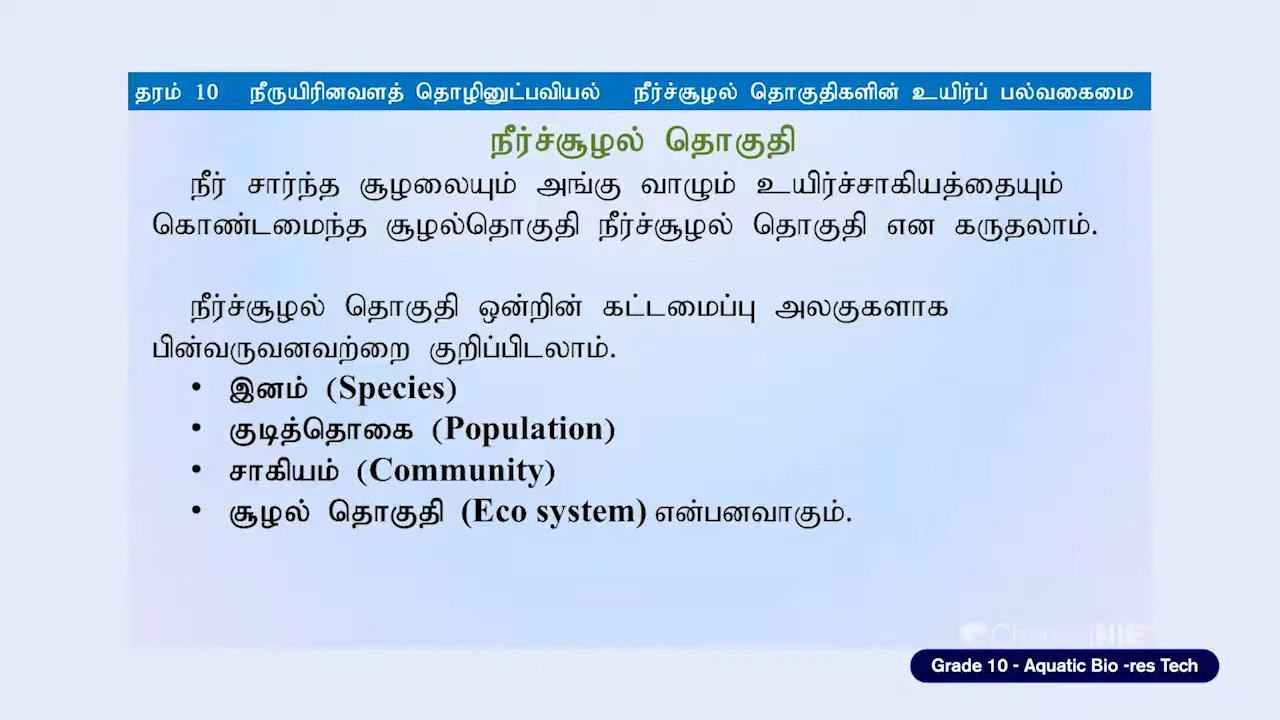 தரம் 10 நீருயிரினவளத் தொழினுட்பவியல் நீர்ச்சூழல் தொகுதிகளின் உயிர்ப் பல்வகைமை
நீர்ச்சூழல் தொகுதி
நீர் சார்ந்த சூழலையும் அங்கு வாழும் உயிர்ச்சாகியத்தையும்
கொண்டமைந்த சூழல்தொகுதி நீர்ச்சூழல் தொகுதி என கருதலாம்.
நீர்ச்சூழல் தொகுதி ஒன்றின் கட்டமைப்பு அலகுகளாக
பின்வருவனவற்றை குறிப்பிடலாம்.
• இனம் (Species)
• குடித்தொகை (Population)
• சாகியம் (Community)
• சூழல் தொகுதி (Eco system) என்பனவாகும்.
Channel NIE
Grade 10 - Aquatic Bio -res Tech